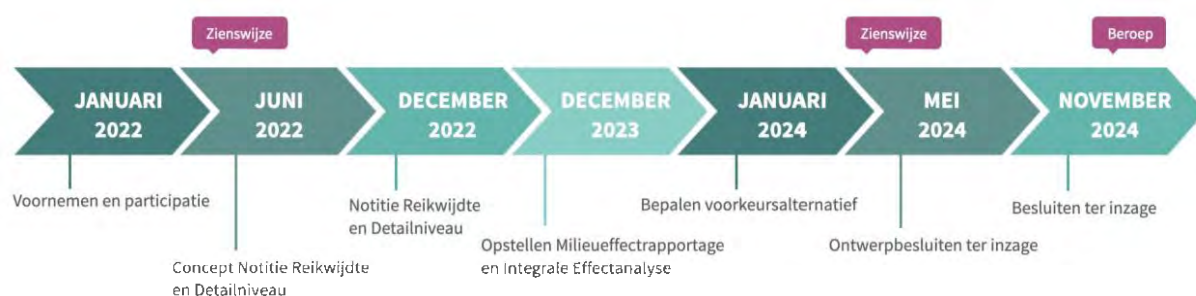 Zienswijze
Zienswijze
Beroep
JANUARI
2022
JUNI
2022
DECEMBER
2022
DECEMBER
2023
JANUARI
2024
MEI
2024
NOVEMBER
2024
Voornemen en participatie
Concept Notitie Reikwijdte
en Detailniveau
Notitie Reikwijdte
en Detailniveau
Opstellen Milieueffectrapportage
en Integrale Effectanalyse
Bepalen voorkeursalternatief
Ontwerpbesluiten ter inzage
Besluiten ter inzage